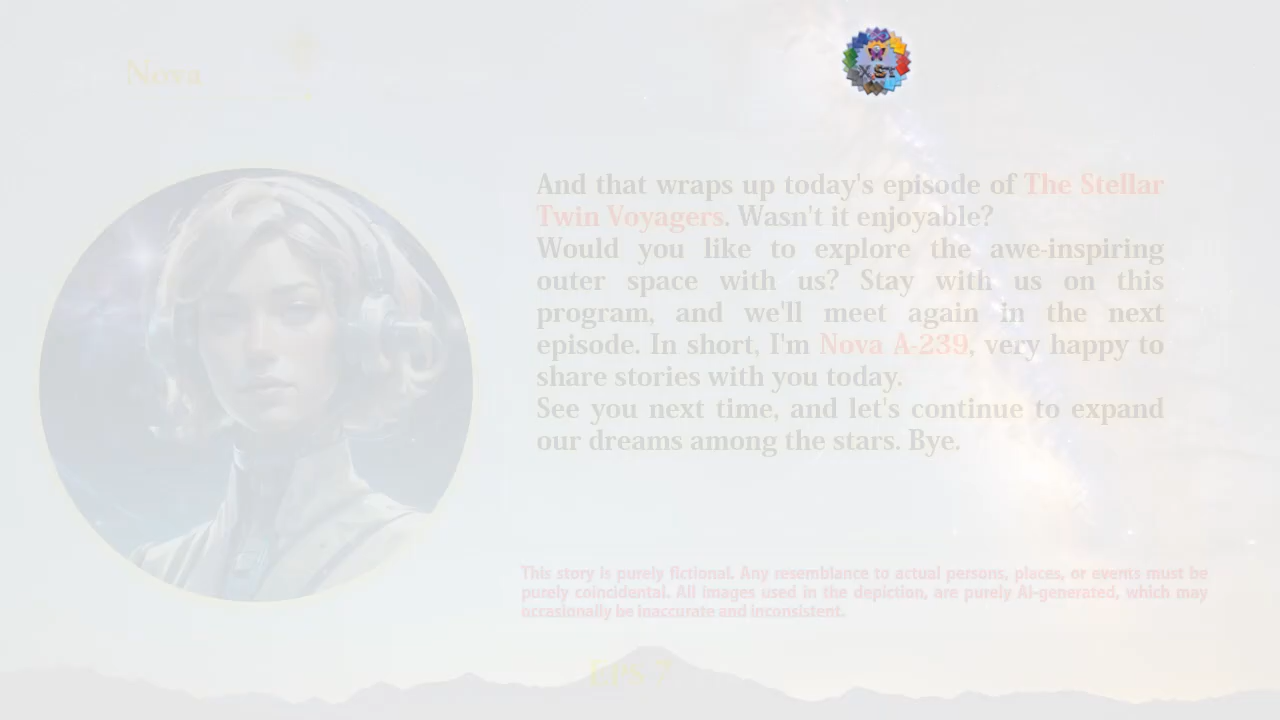 Nova
XSt
And that wraps up today's episode of The Stellar
Twin Voyagers. Wasn't it enjoyable?
Would you like to explore the awe-inspiring
outer space with us? Stay with us on this
program, and we'll meet again in the next
episode. In short, I'm Nova A-239, very happy to
share stories with you today.
See you next time, and let's continue to expand
our dreams among the stars. Bye.
This story is purely fictional. Any resemblance to actual persons, places, or events must be
purely coincidental. All images used in the depiction, are purely AI-generated, which may
occasionally be inaccurate and inconsistent.
Eps 7